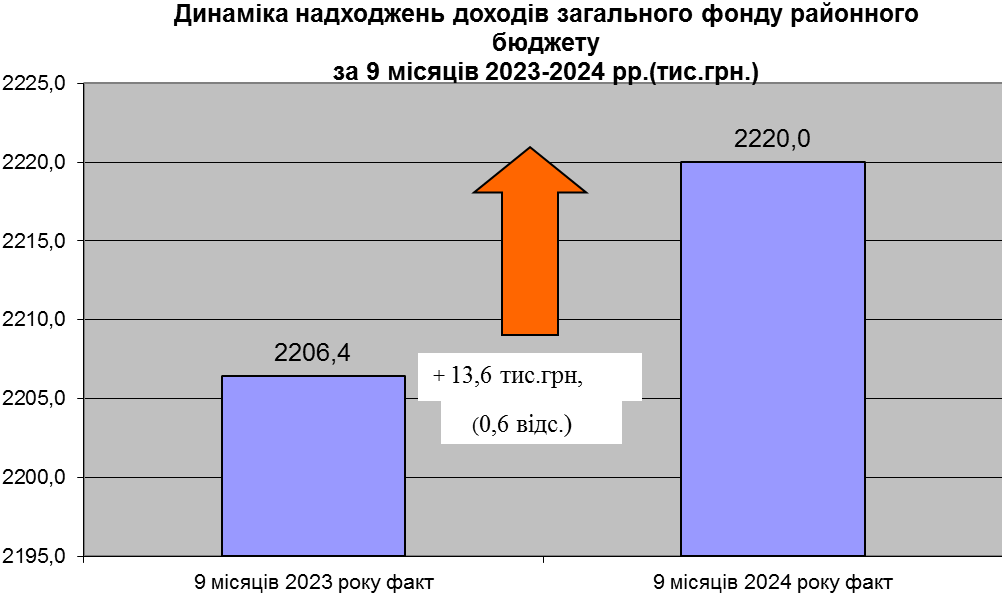 Динаміка надходжень доходів загального фонду районного
бюджету
за 9 місяців 2023-2024 рр.(тис.грн.)
2225,0
2220,0
2215,0
2210,0
2205,0
2200,0
2195,0
2206,4
2220,0
+ 13,6 тис.грн,
(0,6 відс.)
9 місяців 2023 року факт
9 місяців 2024 року факт